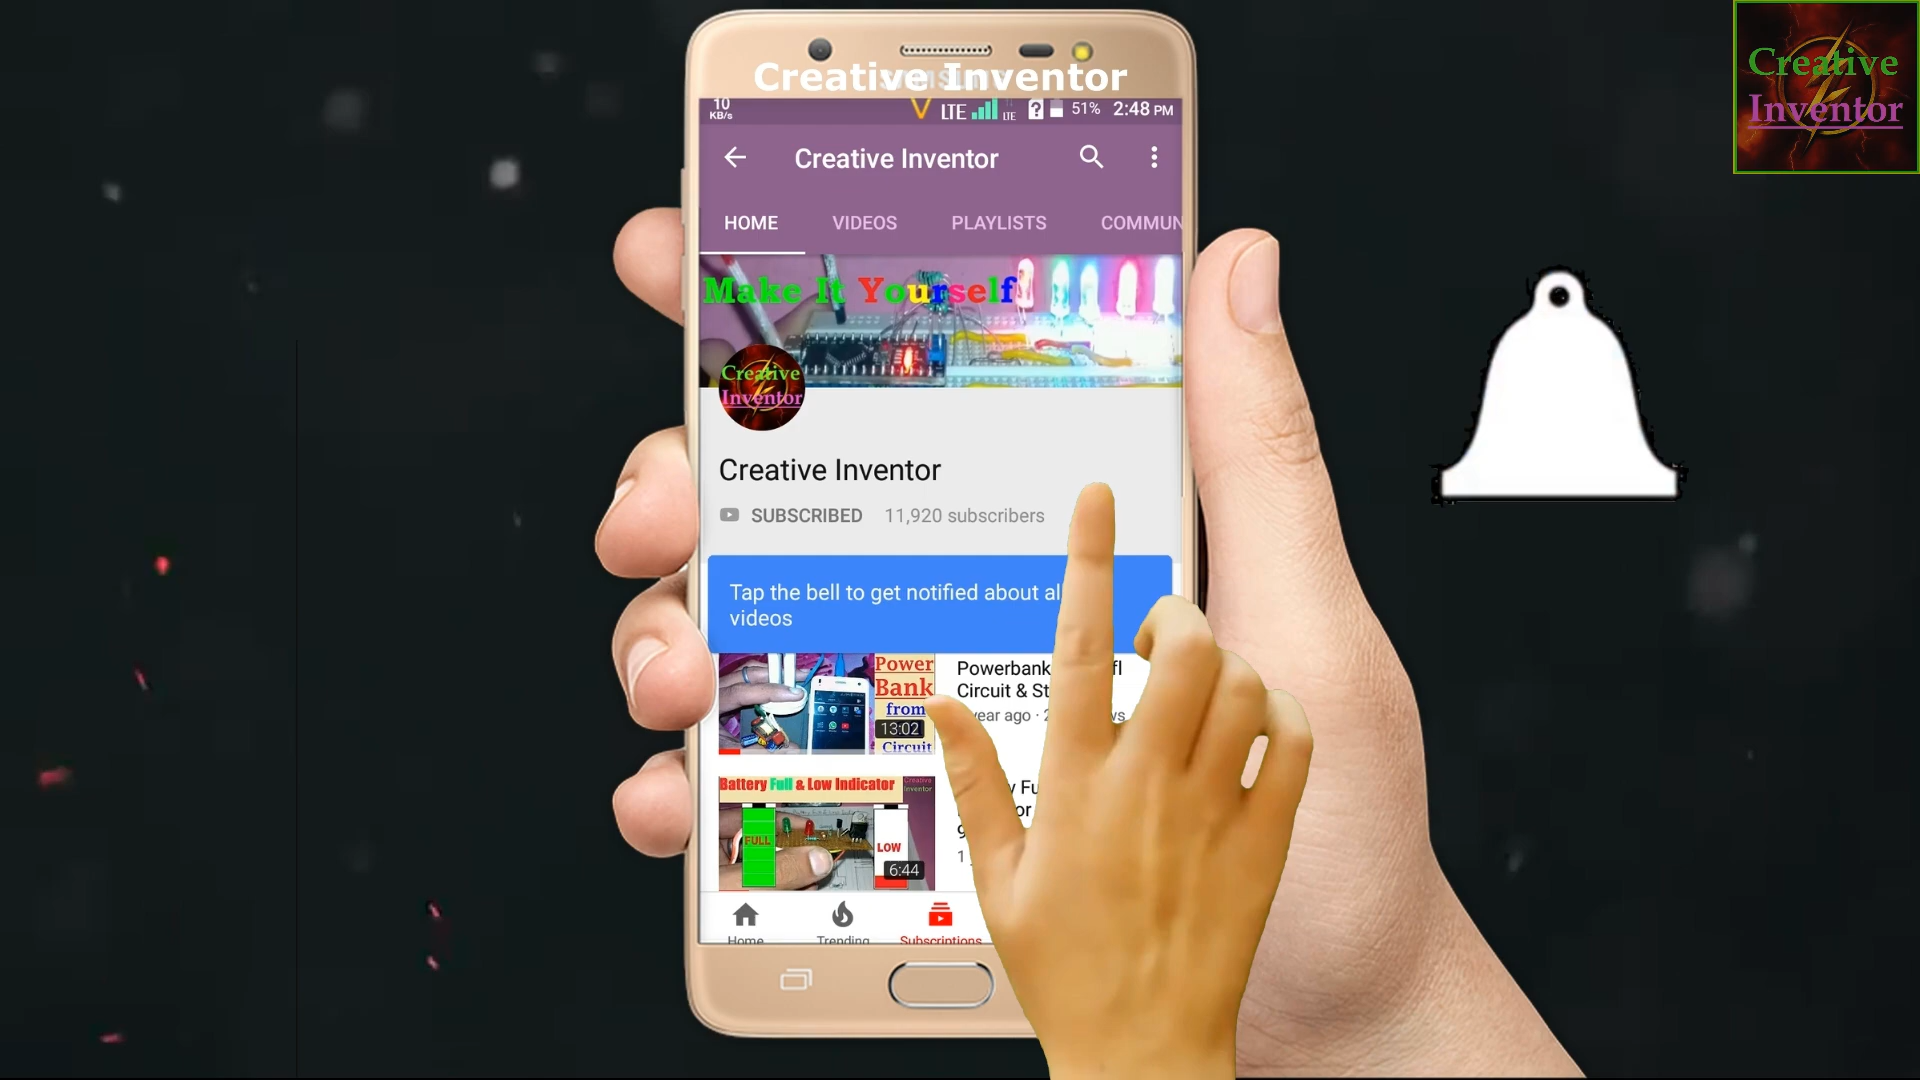 Creative Inventor
Creative
Inventor
10
KB/s
LTE
LTE
51%
2:48 PM
Creative Inventor
HOME
VIDEOS
PLAYLISTS
COMMUN
Make It Yourself
Creative
Inventor
Creative Inventor
SUBSCRIBED
11,920 subscribers
Tap the bell to get notified about al
videos
Power
Bank
from
13:02
Circuit
Powerbank
Circuit & St
year ago
Battery Full & Low Indicator
Creative
Inventor
FULL
LOW
6:44
Home
Trending
Subscriptions